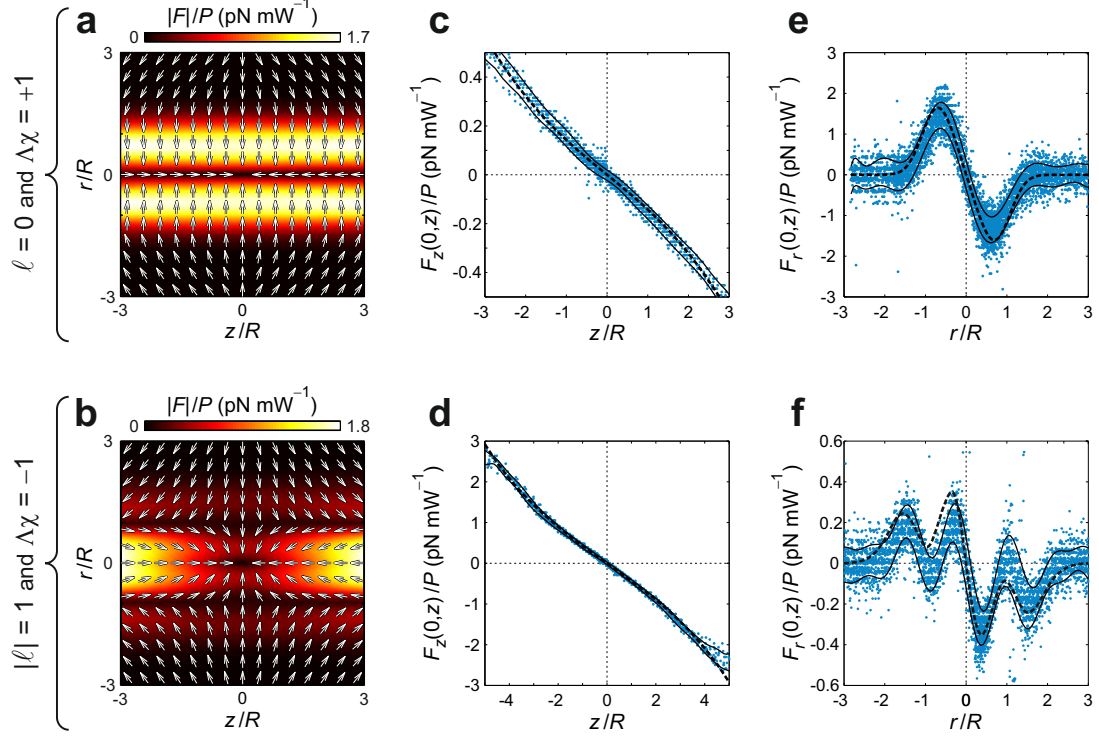 a
|F|/P (pN mW⁻¹)
0 1.7
3
0
-3
r/R
-3 0 3
z/R
ℓ = 0 and Λχ = +1
c
0.4
0.2
0
-0.2
-0.4
F_z(0,z)/P (pN mW⁻¹)
-3 -2 -1 0 1 2 3
z/R
e
3
2
1
0
-1
-2
-3
F_r(0,z)/P (pN mW⁻¹)
-3 -2 -1 0 1 2 3
r/R
b
|F|/P (pN mW⁻¹)
0 1.8
3
0
-3
r/R
-3 0 3
z/R
|ℓ| = 1 and Λχ = −1
d
3
2
1
0
-1
-2
-3
F_z(0,z)/P (pN mW⁻¹)
-4 -2 0 2 4
z/R
f
0.6
0.4
0.2
0
-0.2
-0.4
-0.6
F_r(0,z)/P (pN mW⁻¹)
-3 -2 -1 0 1 2 3
r/R